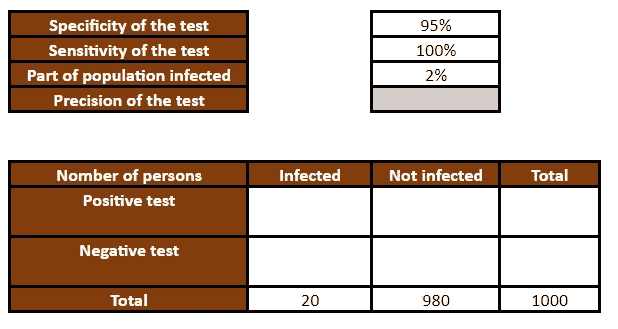 Specificity of the test 95%
Sensitivity of the test 100%
Part of population infected 2%
Precision of the test
Nomber of persons Infected Not infected Total
Positive test
Negative test
Total 20 980 1000